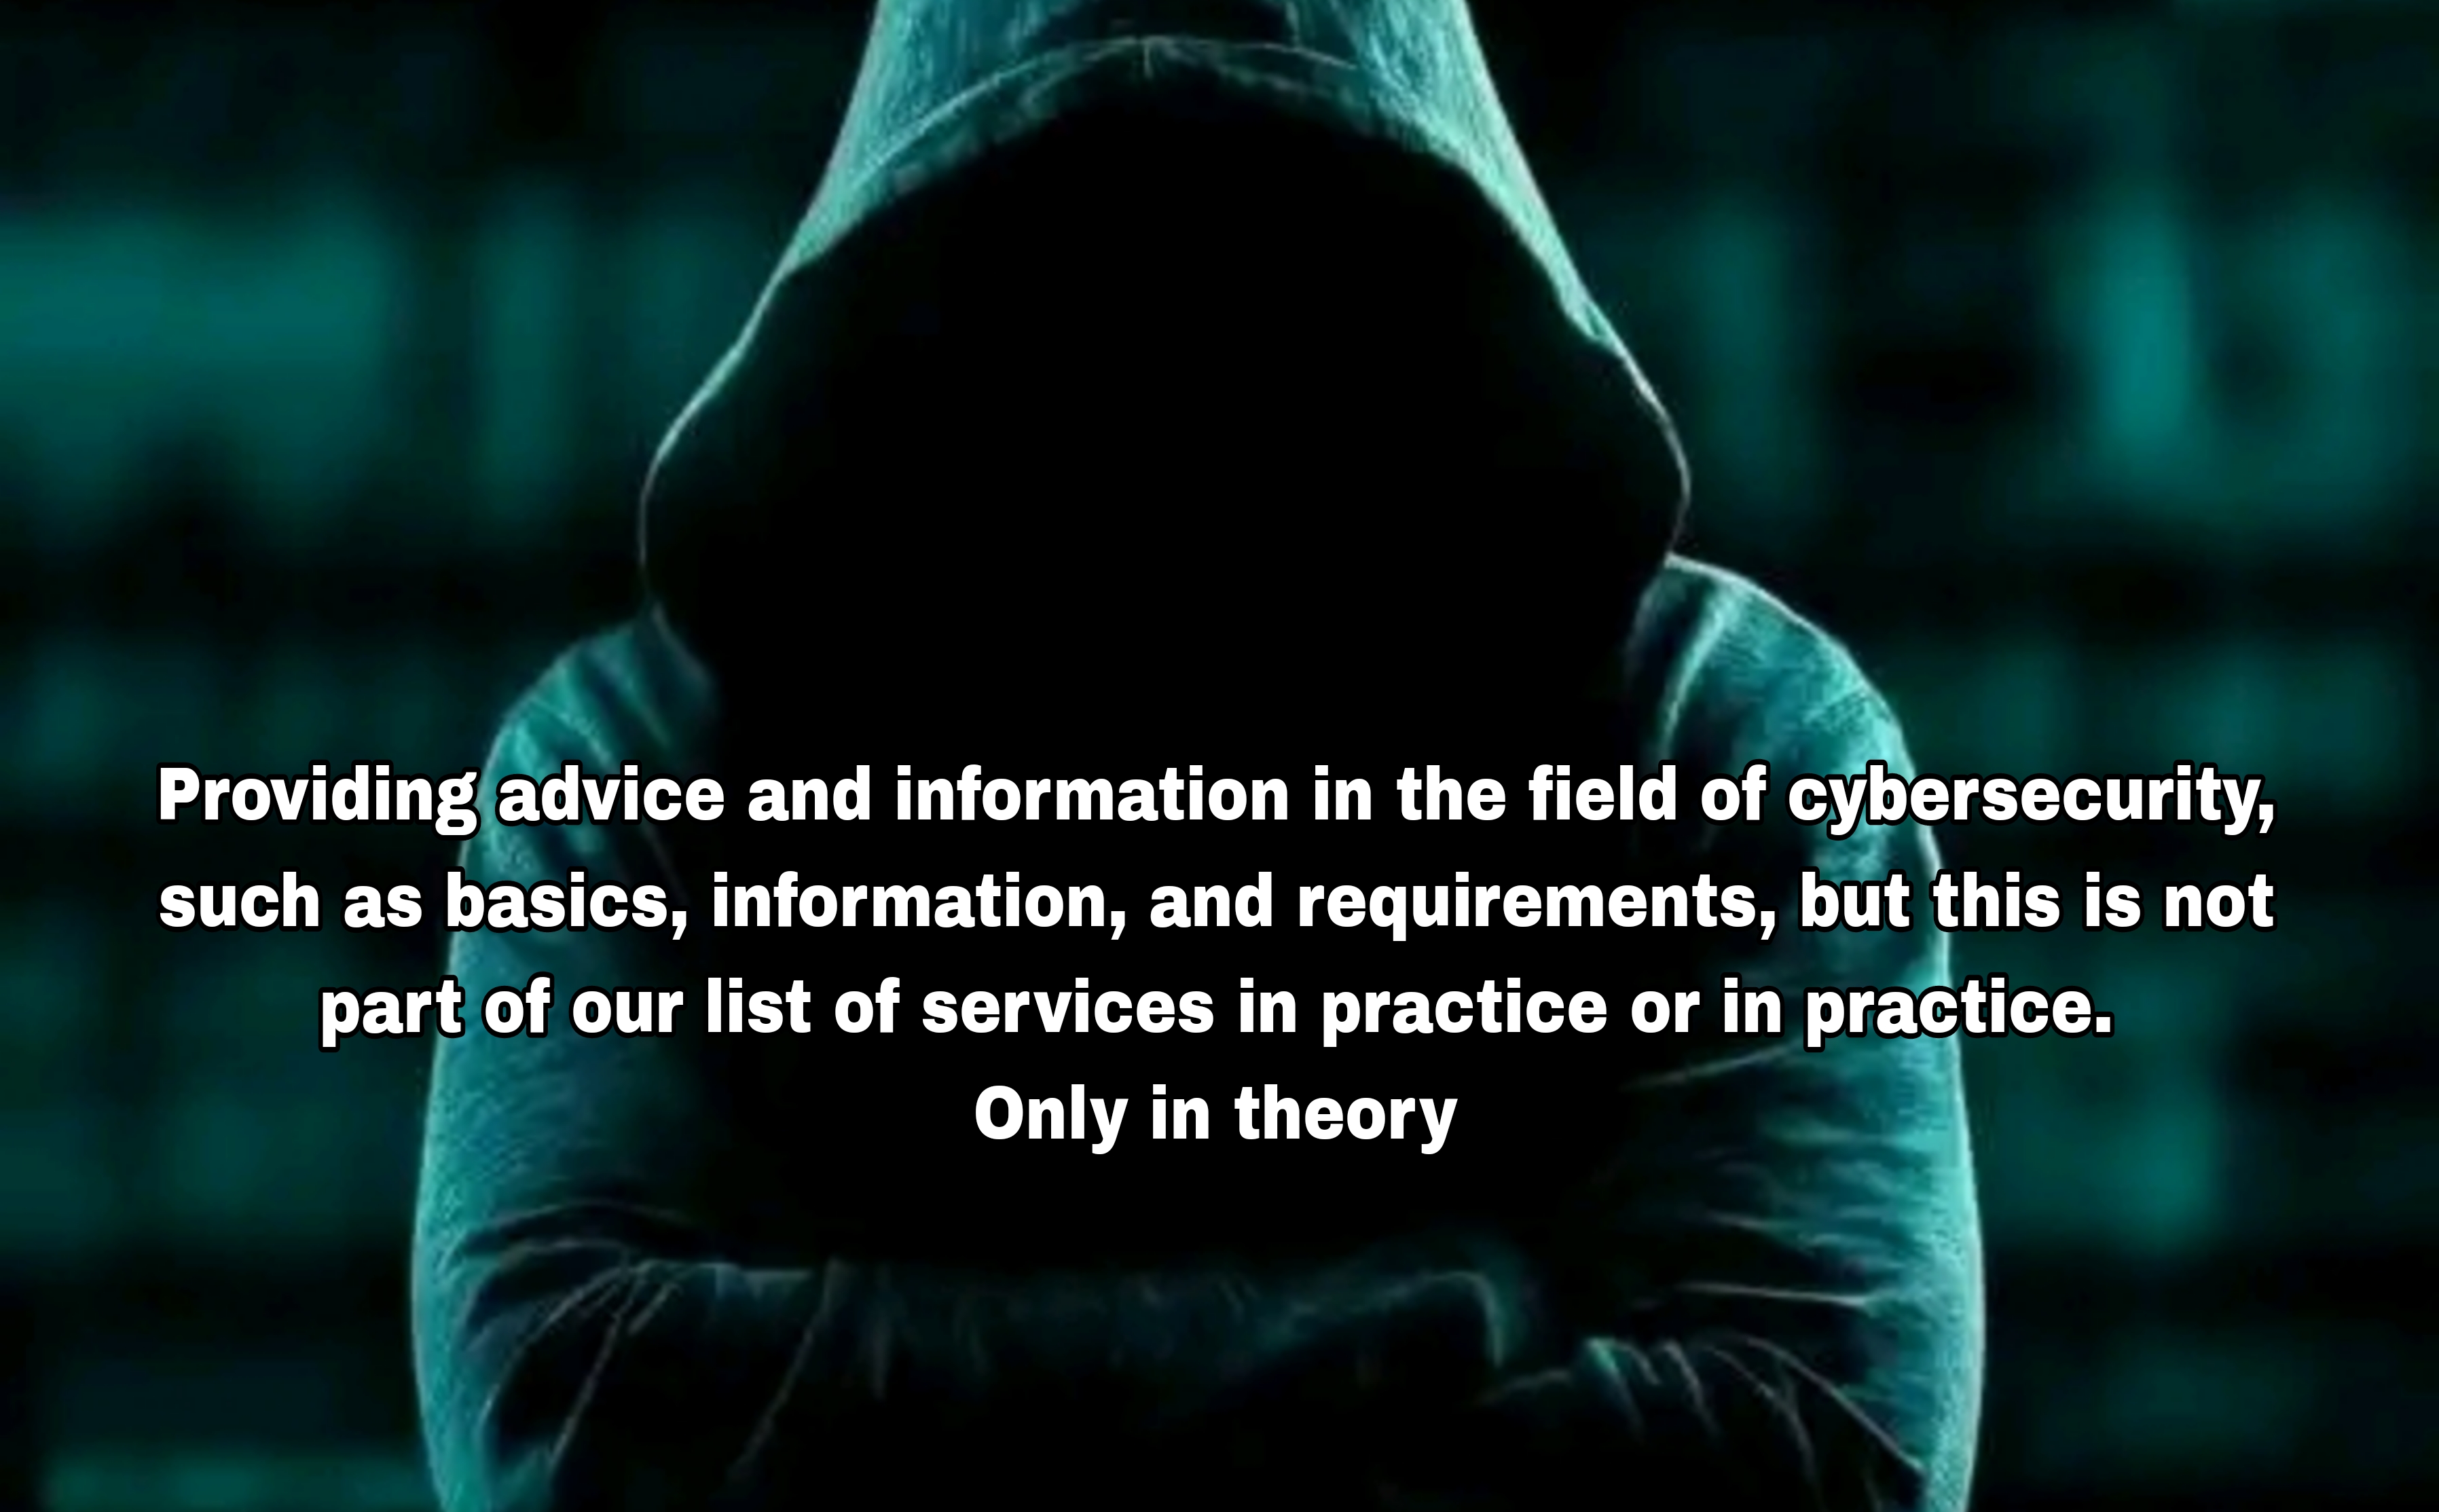 Providing advice and information in the field of cybersecurity,
such as basics, information, and requirements, but this is not
part of our list of services in practice or in practice.
Only in theory